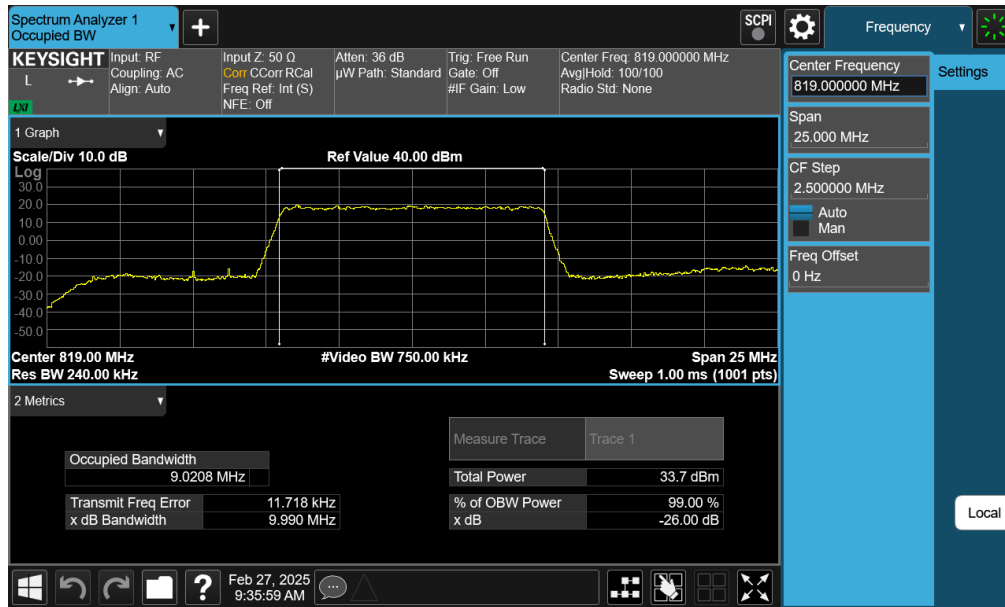 Spectrum Analyzer 1
Occupied BW
+
SCPI
Frequency
KEYSIGHT
L
LXI
Input: RF
Coupling: AC
Align: Auto
Input Z: 50 Ω
Corr CCorr RCal
Freq Ref: Int (S)
NFE: Off
Atten: 36 dB
µW Path: Standard
Trig: Free Run
Gate: Off
#IF Gain: Low
Center Freq: 819.000000 MHz
Avg|Hold: 100/100
Radio Std: None
Center Frequency
819.000000 MHz
Settings
Span
25.000 MHz
CF Step
2.500000 MHz
Auto
Man
Freq Offset
0 Hz
Local
1 Graph
Scale/Div 10.0 dB
Ref Value 40.00 dBm
Log
30.0
20.0
10.0
0.00
-10.0
-20.0
-30.0
-40.0
-50.0
Center 819.00 MHz
#Video BW 750.00 kHz
Span 25 MHz
Res BW 240.00 kHz
Sweep 1.00 ms (1001 pts)
2 Metrics
Measure Trace Trace 1
Occupied Bandwidth
9.0208 MHz
Total Power 33.7 dBm
Transmit Freq Error 11.718 kHz
% of OBW Power 99.00 %
x dB Bandwidth 9.990 MHz
x dB -26.00 dB
?
Feb 27, 2025
9:35:59 AM